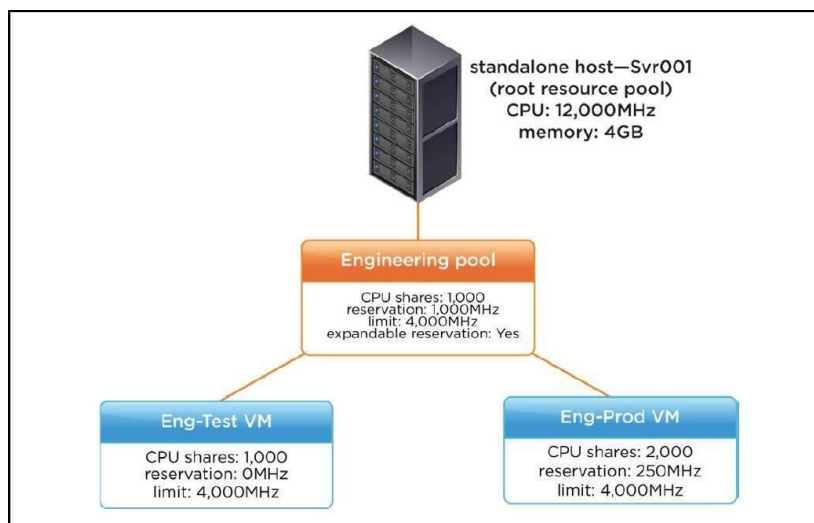 standalone host—Svr001
(root resource pool)
CPU: 12,000MHz
memory: 4GB
Engineering pool
CPU shares: 1,000
reservation: 1,000MHz
limit: 4,000MHz
expandable reservation: Yes
Eng-Test VM
CPU shares: 1,000
reservation: 0MHz
limit: 4,000MHz
Eng-Prod VM
CPU shares: 2,000
reservation: 250MHz
limit: 4,000MHz